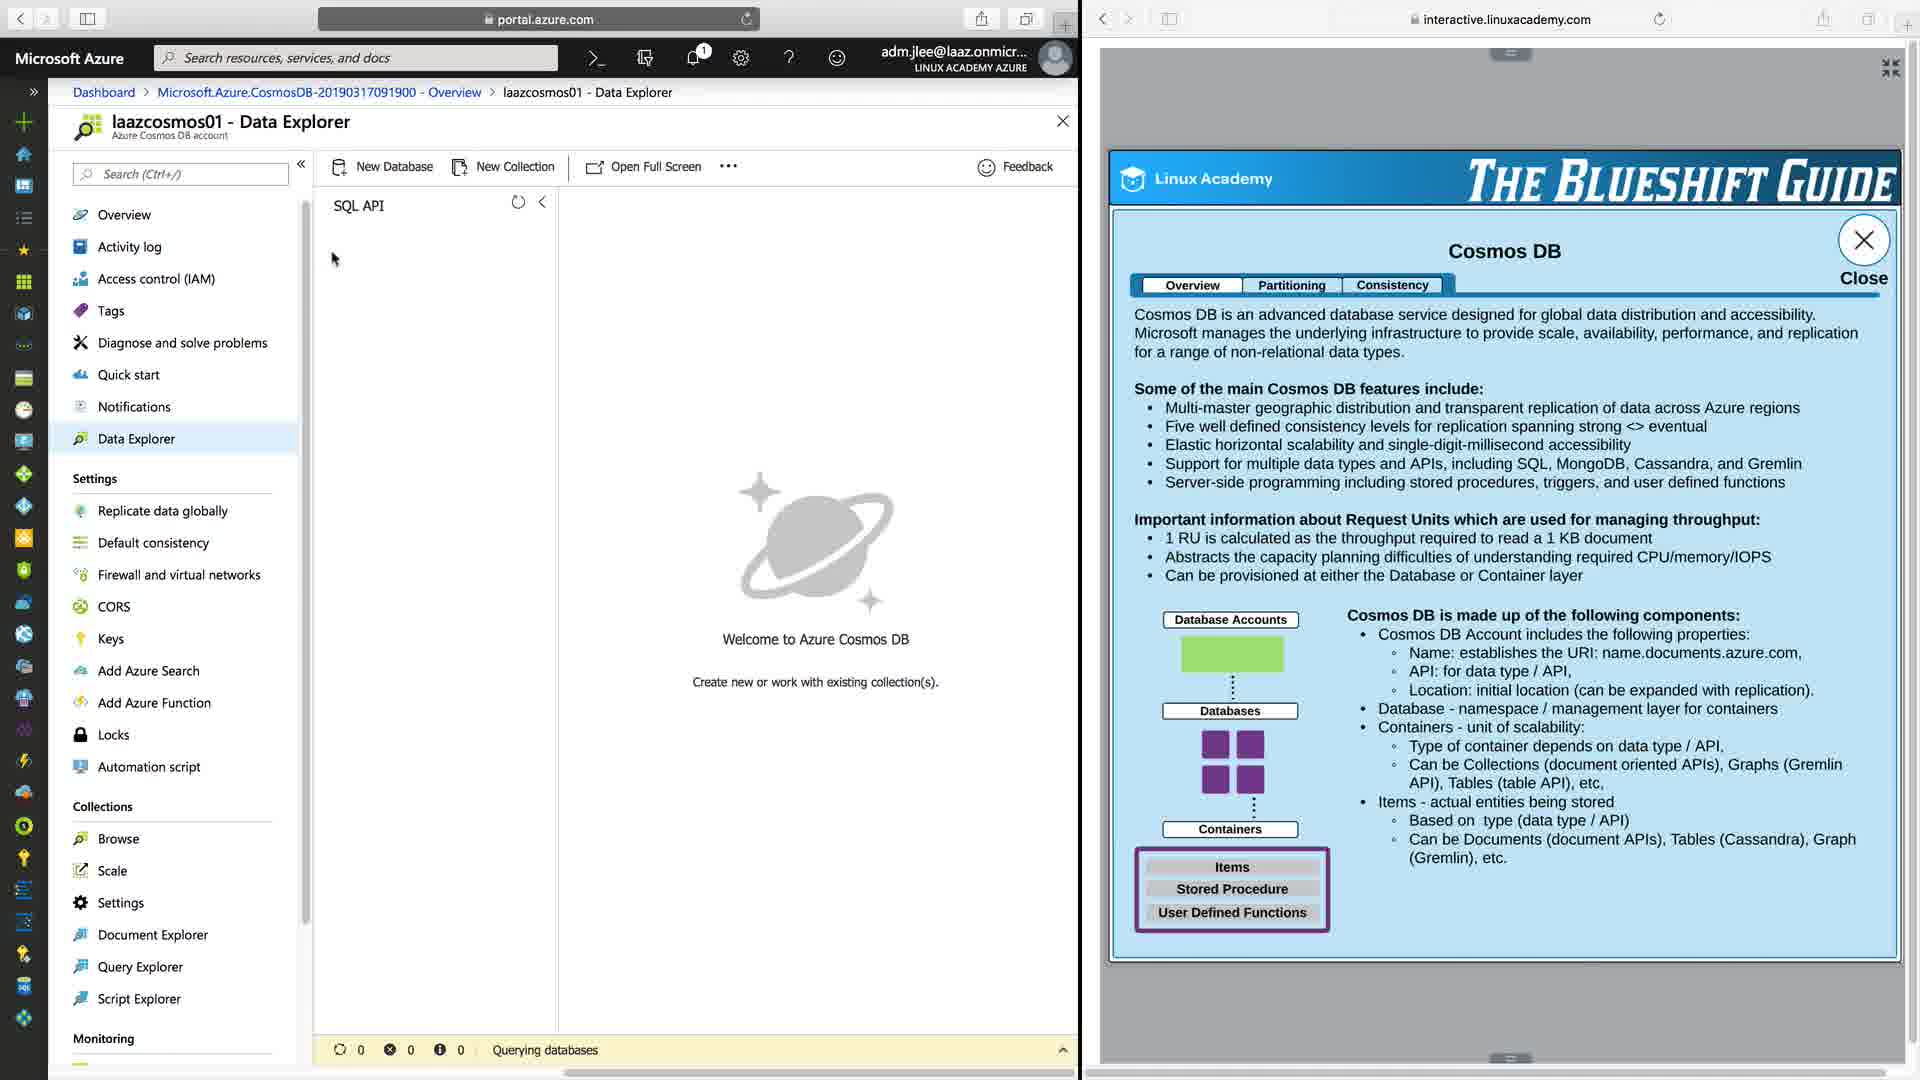 portal.azure.com
Microsoft Azure
Search resources, services, and docs
1
adm.jlee@laaz.onmicr...
LINUX ACADEMY AZURE
Dashboard > Microsoft.Azure.CosmosDB-20190317091900 - Overview > laazcosmos01 - Data Explorer
laazcosmos01 - Data Explorer
Azure Cosmos DB account
Search (Ctrl+/)
New Database
New Collection
Open Full Screen
Feedback
SQL API
Overview
Activity log
Access control (IAM)
Tags
Diagnose and solve problems
Quick start
Notifications
Data Explorer
Settings
Replicate data globally
Default consistency
Firewall and virtual networks
CORS
Keys
Add Azure Search
Add Azure Function
Locks
Automation script
Collections
Browse
Scale
Settings
Document Explorer
Query Explorer
Script Explorer
Monitoring
Welcome to Azure Cosmos DB
Create new or work with existing collection(s).
0 0 0 Querying databases
interactive.linuxacademy.com
Linux Academy
THE BLUESHIFT GUIDE
Cosmos DB
Close
Overview Partitioning Consistency
Cosmos DB is an advanced database service designed for global data distribution and accessibility.
Microsoft manages the underlying infrastructure to provide scale, availability, performance, and replication
for a range of non-relational data types.
Some of the main Cosmos DB features include:
• Multi-master geographic distribution and transparent replication of data across Azure regions
• Five well defined consistency levels for replication spanning strong <> eventual
• Elastic horizontal scalability and single-digit-millisecond accessibility
• Support for multiple data types and APIs, including SQL, MongoDB, Cassandra, and Gremlin
• Server-side programming including stored procedures, triggers, and user defined functions
Important information about Request Units which are used for managing throughput:
• 1 RU is calculated as the throughput required to read a 1 KB document
• Abstracts the capacity planning difficulties of understanding required CPU/memory/IOPS
• Can be provisioned at either the Database or Container layer
Database Accounts
Databases
Containers
Items
Stored Procedure
User Defined Functions
Cosmos DB is made up of the following components:
• Cosmos DB Account includes the following properties:
◦ Name: establishes the URI: name.documents.azure.com,
◦ API: for data type / API,
◦ Location: initial location (can be expanded with replication).
• Database - namespace / management layer for containers
• Containers - unit of scalability:
◦ Type of container depends on data type / API,
◦ Can be Collections (document oriented APIs), Graphs (Gremlin
API), Tables (table API), etc,
• Items - actual entities being stored
◦ Based on type (data type / API)
◦ Can be Documents (document APIs), Tables (Cassandra), Graph
(Gremlin), etc.